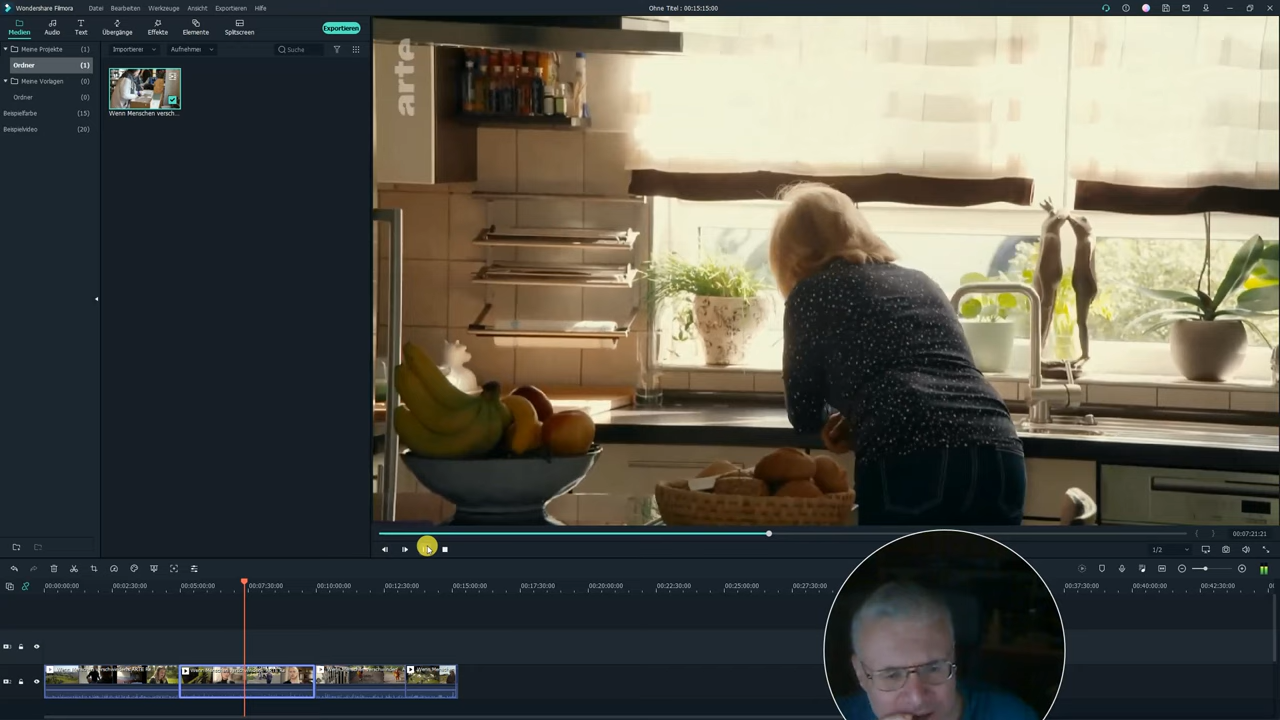 Wondershare Filmora
Datei
Bearbeiten
Werkzeuge
Ansicht
Exportieren
Hilfe
Ohne Titel : 00:15:15:00
Medien
Audio
Text
Übergänge
Effekte
Elemente
Splitscreen
Exportieren
Meine Projekte (1)
Ordner (1)
Meine Vorlagen (0)
Ordner (0)
Beispielfarbe (15)
Beispielvideo (20)
Importieren
Aufnehmen
Suche
Wenn Menschen versch...
arte
1/2
00:07:21:21
00:00:00:00
00:02:30:00
00:05:00:00
00:07:30:00
00:10:00:00
00:12:30:00
00:15:00:00
00:17:30:00
00:20:00:00
00:22:30:00
00:25:00:00
00:27:30:00
00:30:00:00
00:37:30:00
00:40:00:00
00:42:30:00